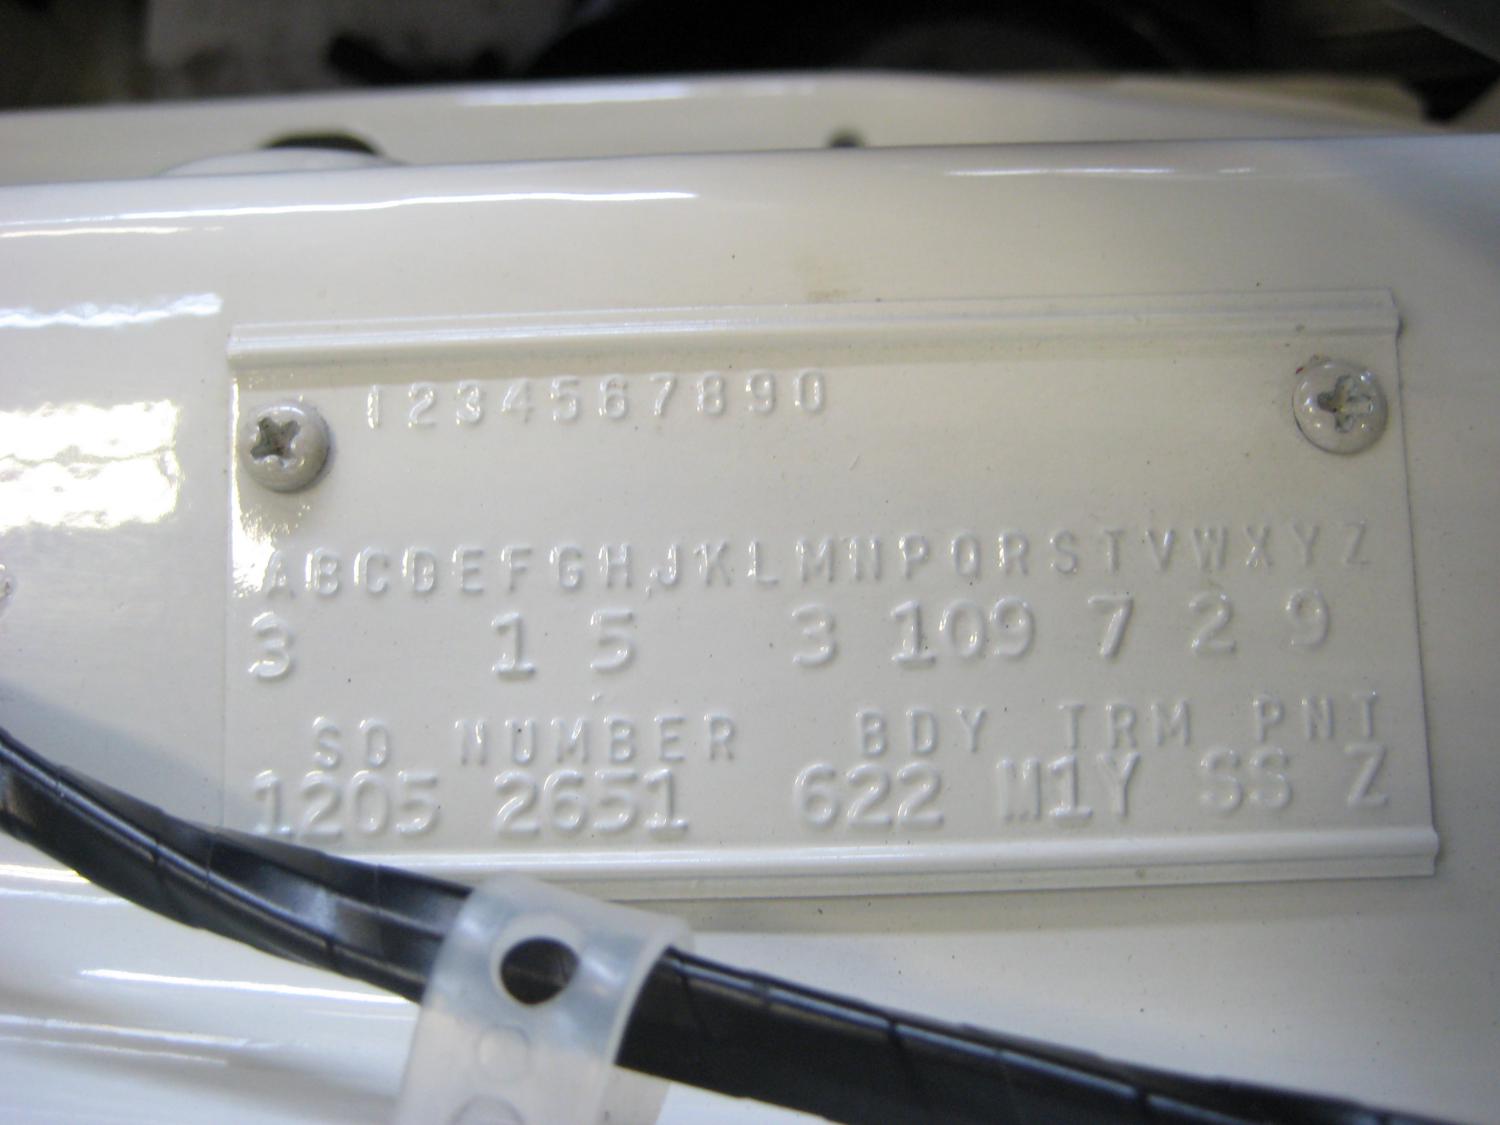 1234567890
ABCDEFGHJKLMNPQRSTVWXYZ
3 1 5 3 109 7 2 9
SO NUMBER BDY TRM PNT
1205 2651 622 M1Y SS Z